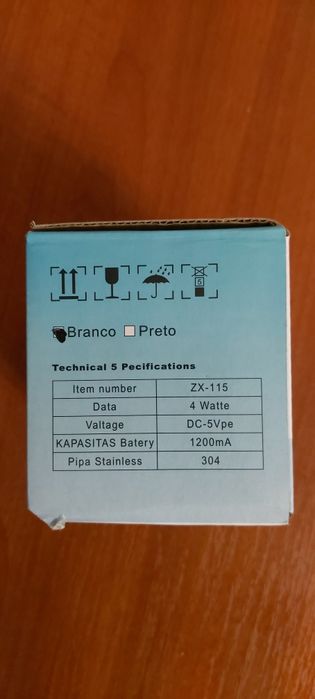 5
Branco Preto
Technical 5 Pecifications
Item number ZX-115
Data 4 Watte
Valtage DC-5Vpe
KAPASITAS Batery 1200mA
Pipa Stainless 304